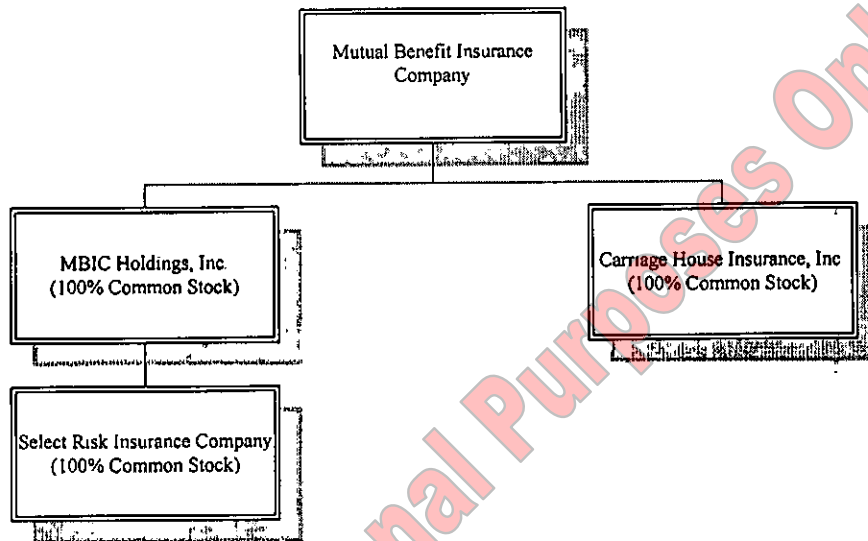 Mutual Benefit Insurance
Company
MBIC Holdings, Inc.
(100% Common Stock)
Carriage House Insurance, Inc
(100% Common Stock)
Select Risk Insurance Company
(100% Common Stock)
Purposes